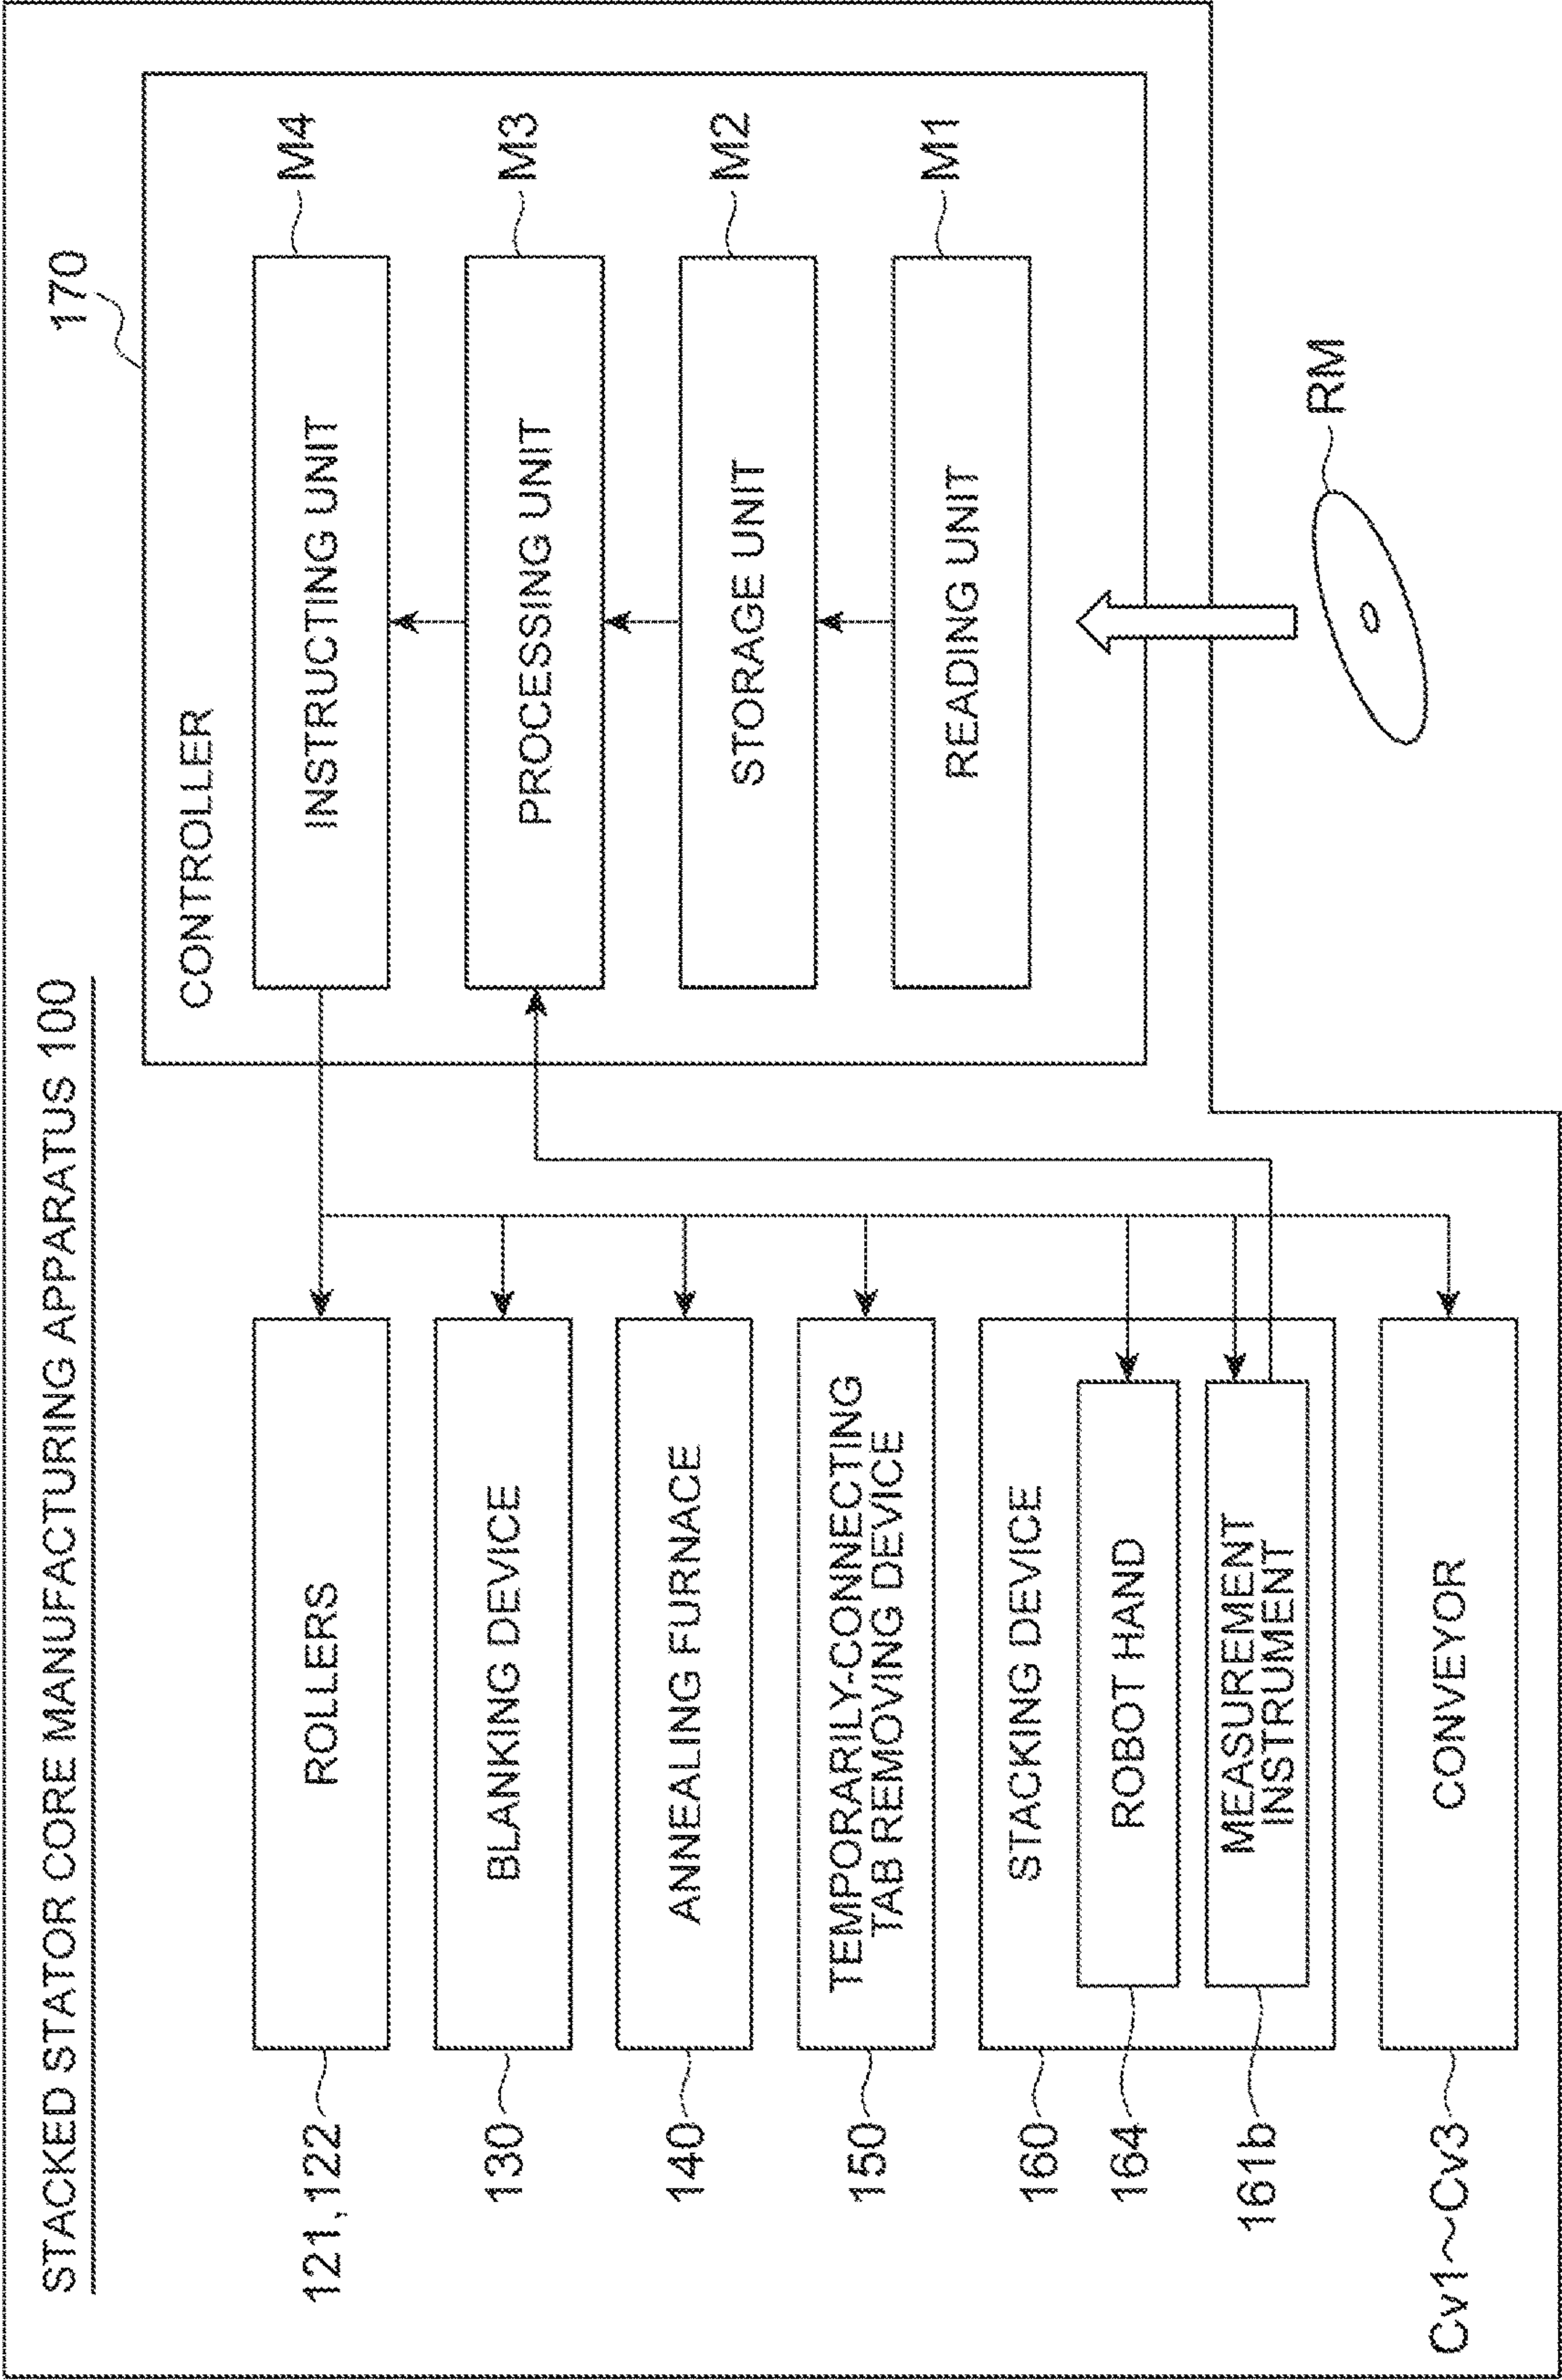 STACKED STATOR CORE MANUFACTURING APPARATUS 100
121, 122
ROLLERS
130
BLANKING DEVICE
140
ANNEALING FURNACE
150
TEMPORARILY-CONNECTING
TAB REMOVING DEVICE
160
STACKING DEVICE
164
ROBOT HAND
161b
MEASUREMENT
INSTRUMENT
Cv1~Cv3
CONVEYOR
170
CONTROLLER
INSTRUCTING UNIT
M4
PROCESSING UNIT
M3
STORAGE UNIT
M2
READING UNIT
M1
RM